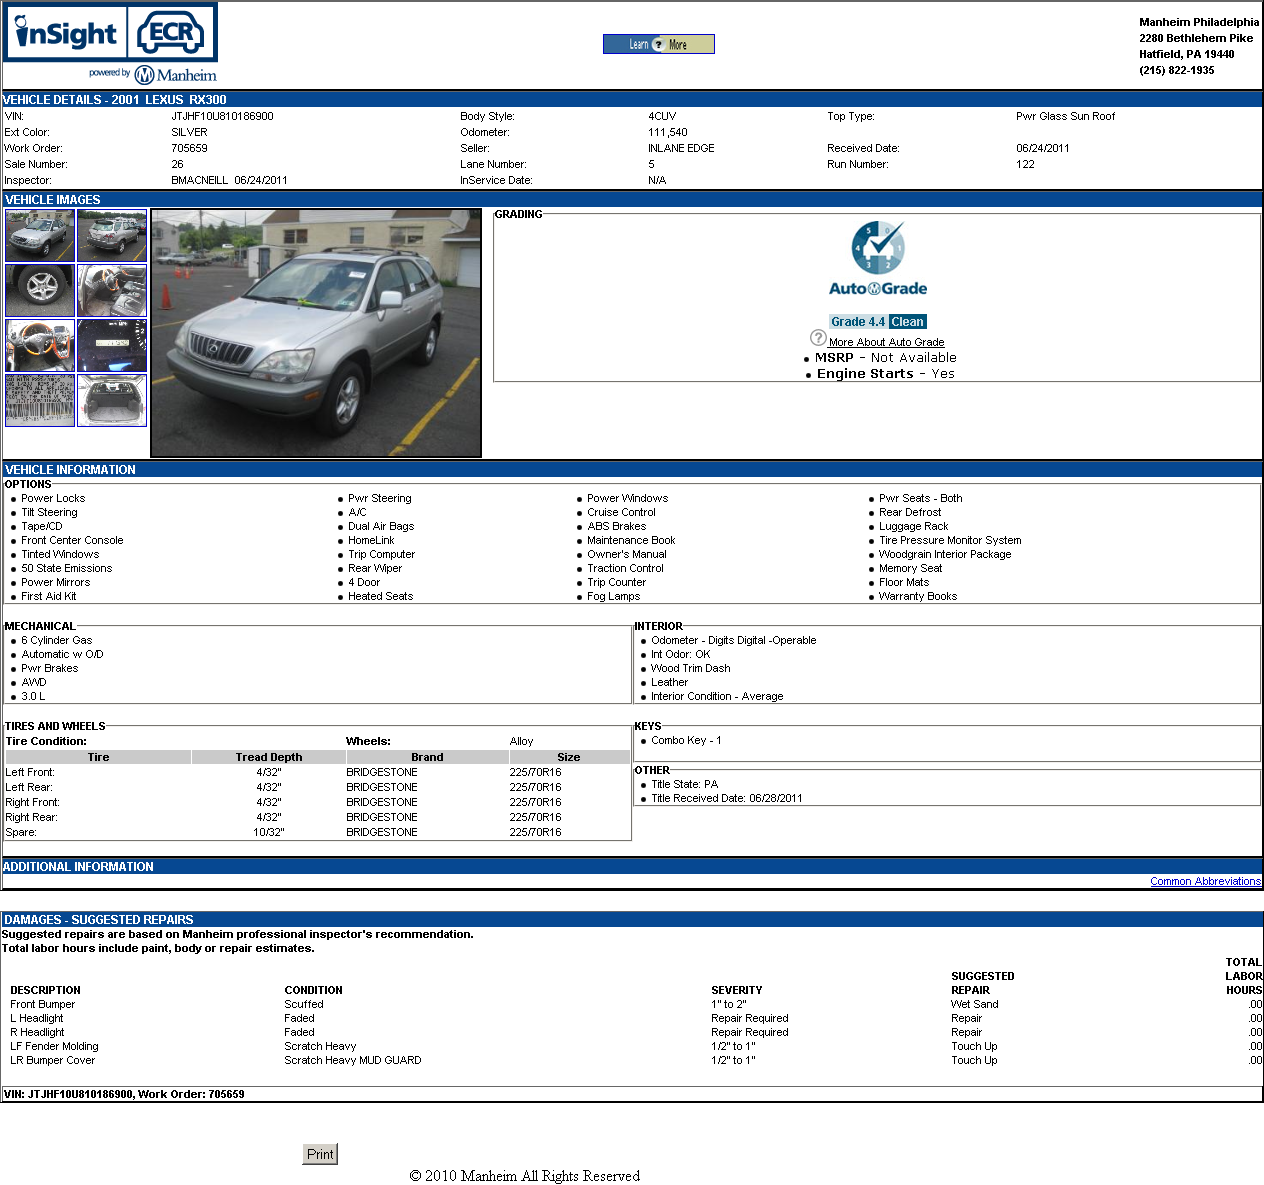 inSight ECR
powered by Manheim
Learn ? More
Manheim Philadelphia
2280 Bethlehem Pike
Hatfield, PA 19440
(215) 822-1935
VEHICLE DETAILS - 2001 LEXUS RX300
VIN: JTJHF10U810186900 Body Style: 4CUV Top Type: Pwr Glass Sun Roof
Ext Color: SILVER Odometer: 111,540
Work Order: 705659 Seller: INLANE EDGE Received Date: 06/24/2011
Sale Number: 26 Lane Number: 5 Run Number: 122
Inspector: BMACNEILL 06/24/2011 InService Date: N/A
VEHICLE IMAGES
GRADING
5 2 4 3 1
AutoGrade
Grade 4.4 Clean
? More About Auto Grade
• MSRP - Not Available
• Engine Starts - Yes
VEHICLE INFORMATION
OPTIONS
• Power Locks • Pwr Steering • Power Windows • Pwr Seats - Both
• Tilt Steering • A/C • Cruise Control • Rear Defrost
• Tape/CD • Dual Air Bags • ABS Brakes • Luggage Rack
• Front Center Console • HomeLink • Maintenance Book • Tire Pressure Monitor System
• Tinted Windows • Trip Computer • Owner's Manual • Woodgrain Interior Package
• 50 State Emissions • Rear Wiper • Traction Control • Memory Seat
• Power Mirrors • 4 Door • Trip Counter • Floor Mats
• First Aid Kit • Heated Seats • Fog Lamps • Warranty Books
MECHANICAL
• 6 Cylinder Gas
• Automatic w O/D
• Pwr Brakes
• AWD
• 3.0 L
INTERIOR
• Odometer - Digits Digital -Operable
• Int Odor: OK
• Wood Trim Dash
• Leather
• Interior Condition - Average
TIRES AND WHEELS
Tire Condition: Wheels: Alloy
Tire Tread Depth Brand Size
Left Front: 4/32" BRIDGESTONE 225/70R16
Left Rear: 4/32" BRIDGESTONE 225/70R16
Right Front: 4/32" BRIDGESTONE 225/70R16
Right Rear: 4/32" BRIDGESTONE 225/70R16
Spare: 10/32" BRIDGESTONE 225/70R16
KEYS
• Combo Key - 1
OTHER
• Title State: PA
• Title Received Date: 06/28/2011
ADDITIONAL INFORMATION
Common Abbreviations
DAMAGES - SUGGESTED REPAIRS
Suggested repairs are based on Manheim professional inspector's recommendation.
Total labor hours include paint, body or repair estimates.
DESCRIPTION CONDITION SEVERITY SUGGESTED REPAIR TOTAL LABOR HOURS
Front Bumper Scuffed 1" to 2" Wet Sand .00
L Headlight Faded Repair Required Repair .00
R Headlight Faded Repair Required Repair .00
LF Fender Molding Scratch Heavy 1/2" to 1" Touch Up .00
LR Bumper Cover Scratch Heavy MUD GUARD 1/2" to 1" Touch Up .00
VIN: JTJHF10U810186900, Work Order: 705659
Print
© 2010 Manheim All Rights Reserved